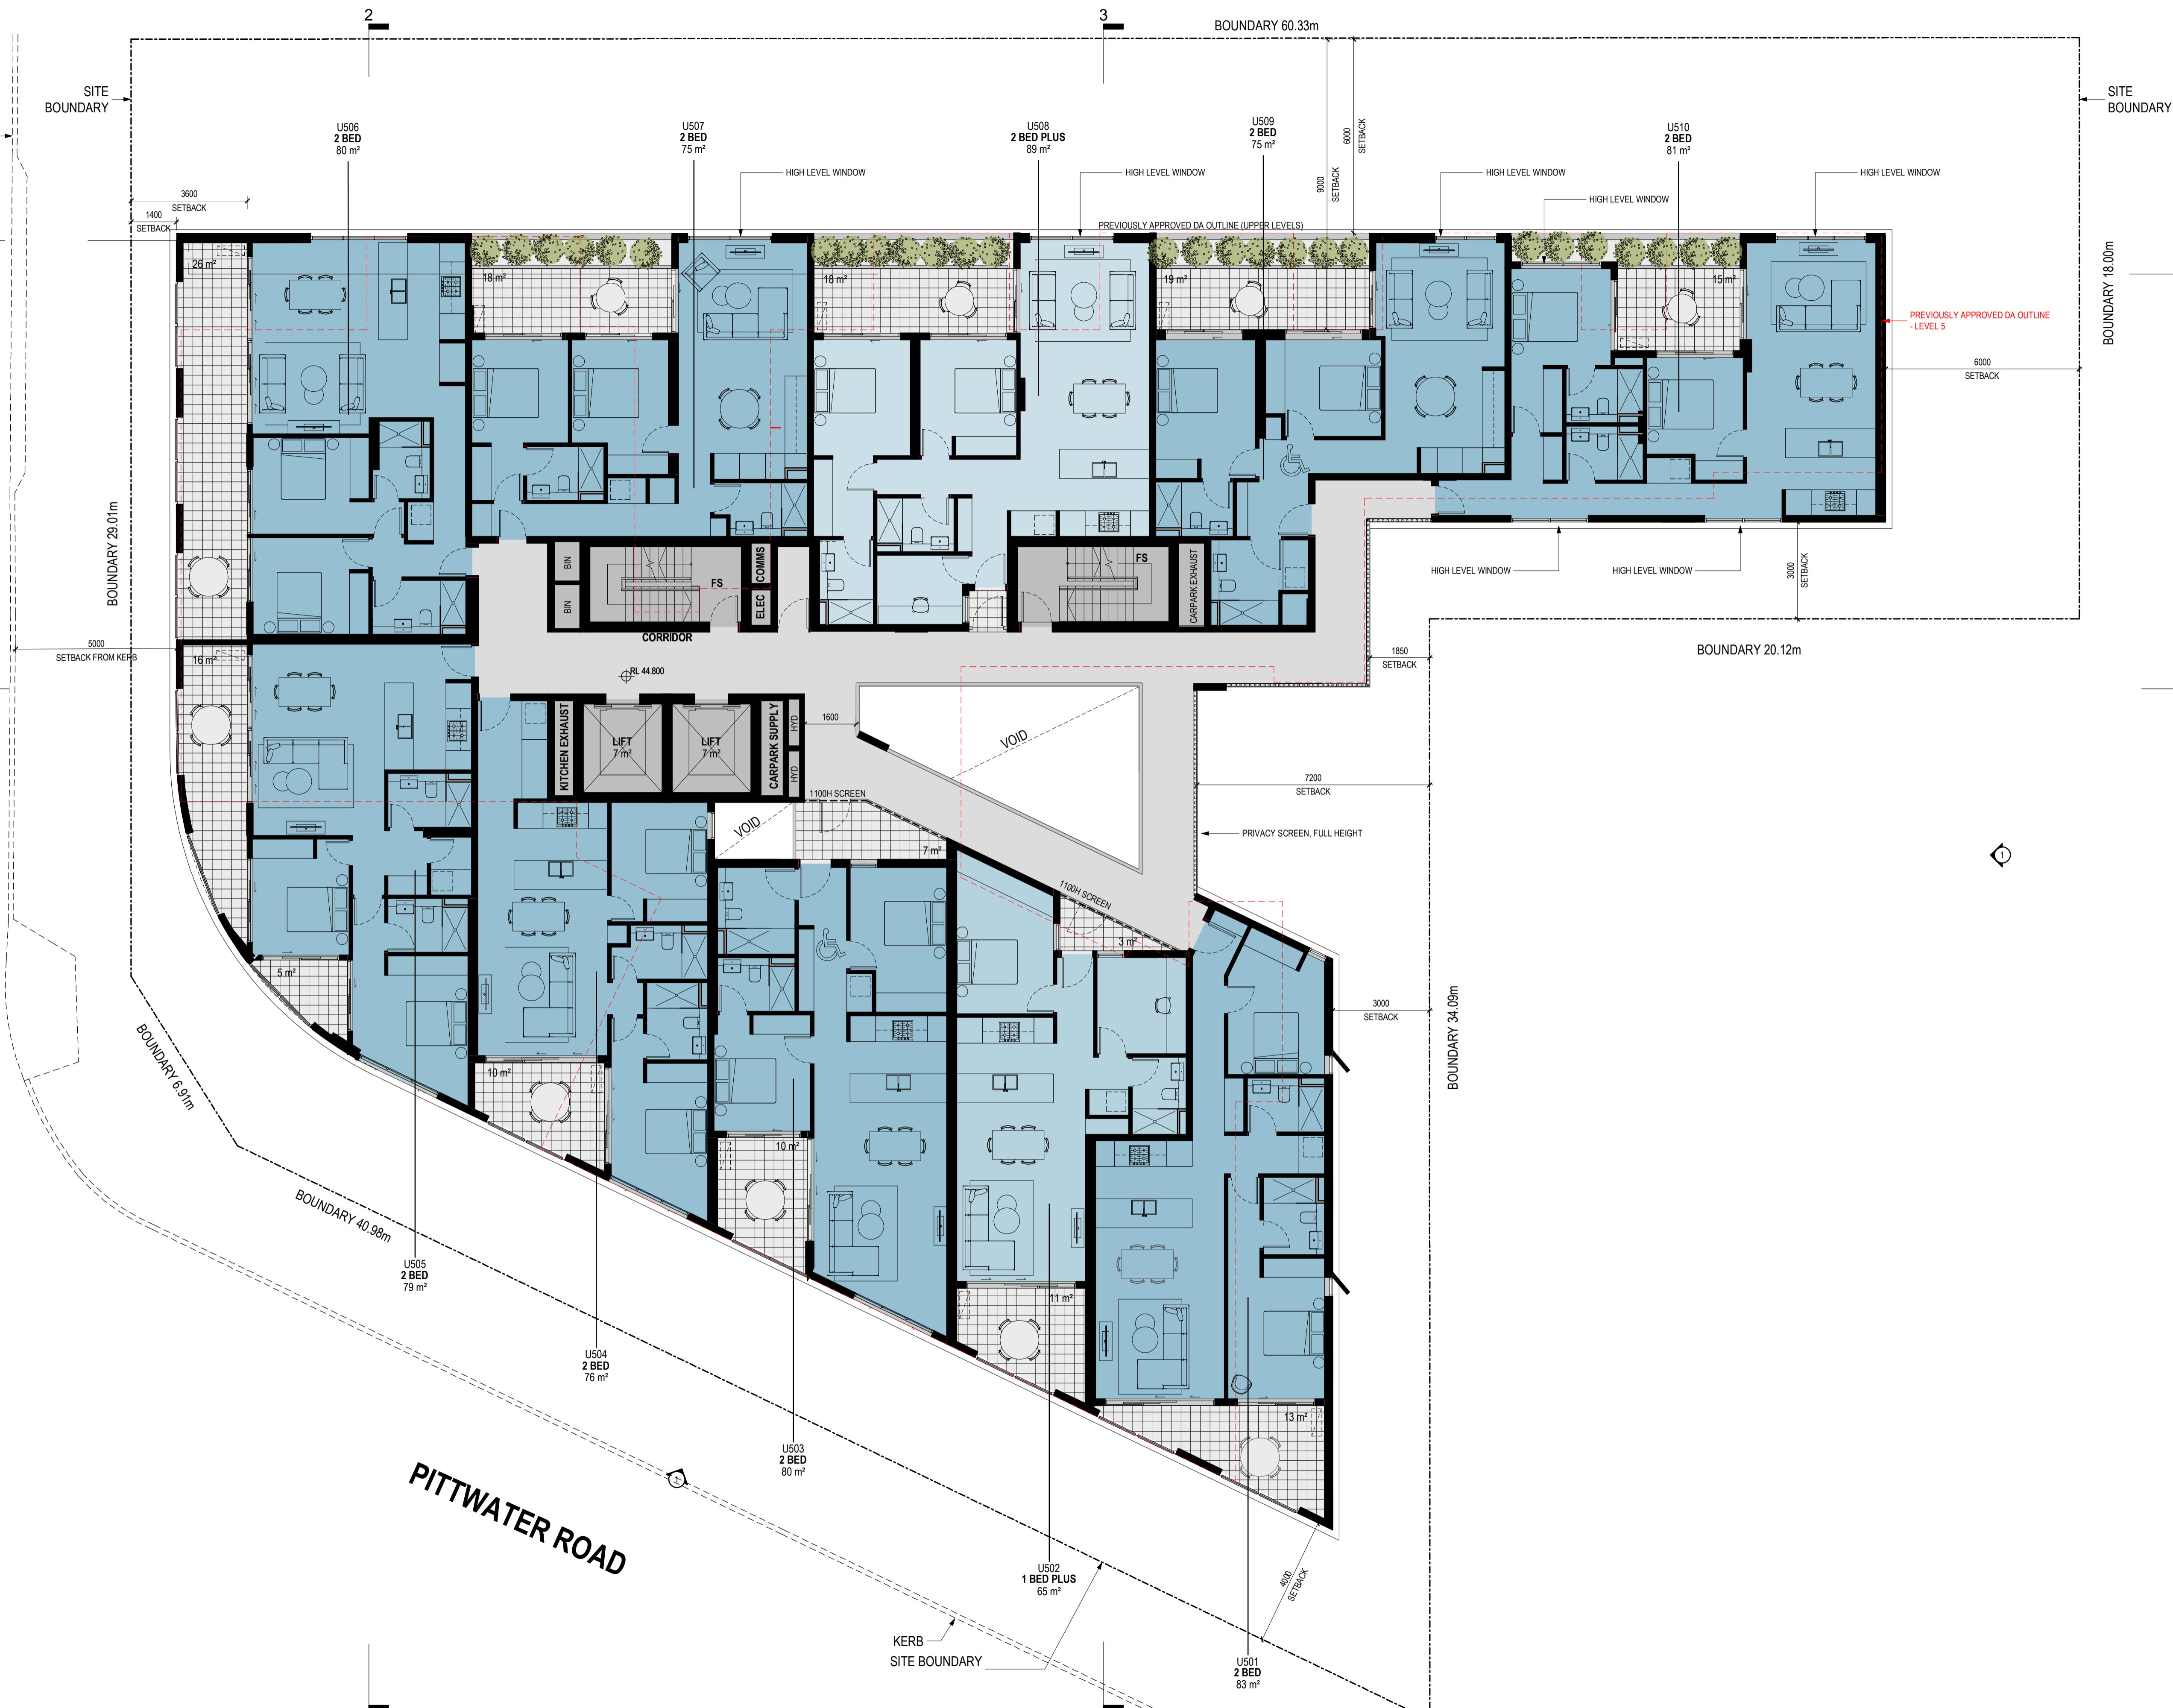 2
3
BOUNDARY 60.33m
SITE
BOUNDARY
SITE
BOUNDARY
U506
2 BED
80 m²
U507
2 BED
75 m²
U508
2 BED PLUS
89 m²
U509
2 BED
75 m²
6000
SETBACK
9000
SETBACK
U510
2 BED
81 m²
HIGH LEVEL WINDOW
HIGH LEVEL WINDOW
HIGH LEVEL WINDOW
HIGH LEVEL WINDOW
HIGH LEVEL WINDOW
3600
SETBACK
1400
SETBACK
PREVIOUSLY APPROVED DA OUTLINE (UPPER LEVELS)
26 m²
18 m²
18 m²
19 m²
15 m²
BOUNDARY 18.00m
PREVIOUSLY APPROVED DA OUTLINE
- LEVEL 5
6000
SETBACK
BOUNDARY 29.01m
BIN
BIN
FS
COMMS
ELEC
FS
CARPARK EXHAUST
HIGH LEVEL WINDOW
HIGH LEVEL WINDOW
3000
SETBACK
CORRIDOR
5000
SETBACK FROM KERB
16 m²
RL 44.800
1850
SETBACK
BOUNDARY 20.12m
KITCHEN EXHAUST
LIFT
7 m²
LIFT
7 m²
CARPARK SUPPLY
HYD
HYD
1600
VOID
7200
SETBACK
1100H SCREEN
VOID
7 m²
PRIVACY SCREEN, FULL HEIGHT
1
1100H SCREEN
3 m²
5 m²
3000
SETBACK
BOUNDARY 34.09m
BOUNDARY 6.91m
10 m²
10 m²
BOUNDARY 40.98m
U505
2 BED
79 m²
11 m²
U504
2 BED
76 m²
13 m²
U503
2 BED
80 m²
PITTWATER ROAD
1
U502
1 BED PLUS
65 m²
4000
SETBACK
KERB
SITE BOUNDARY
U501
2 BED
83 m²